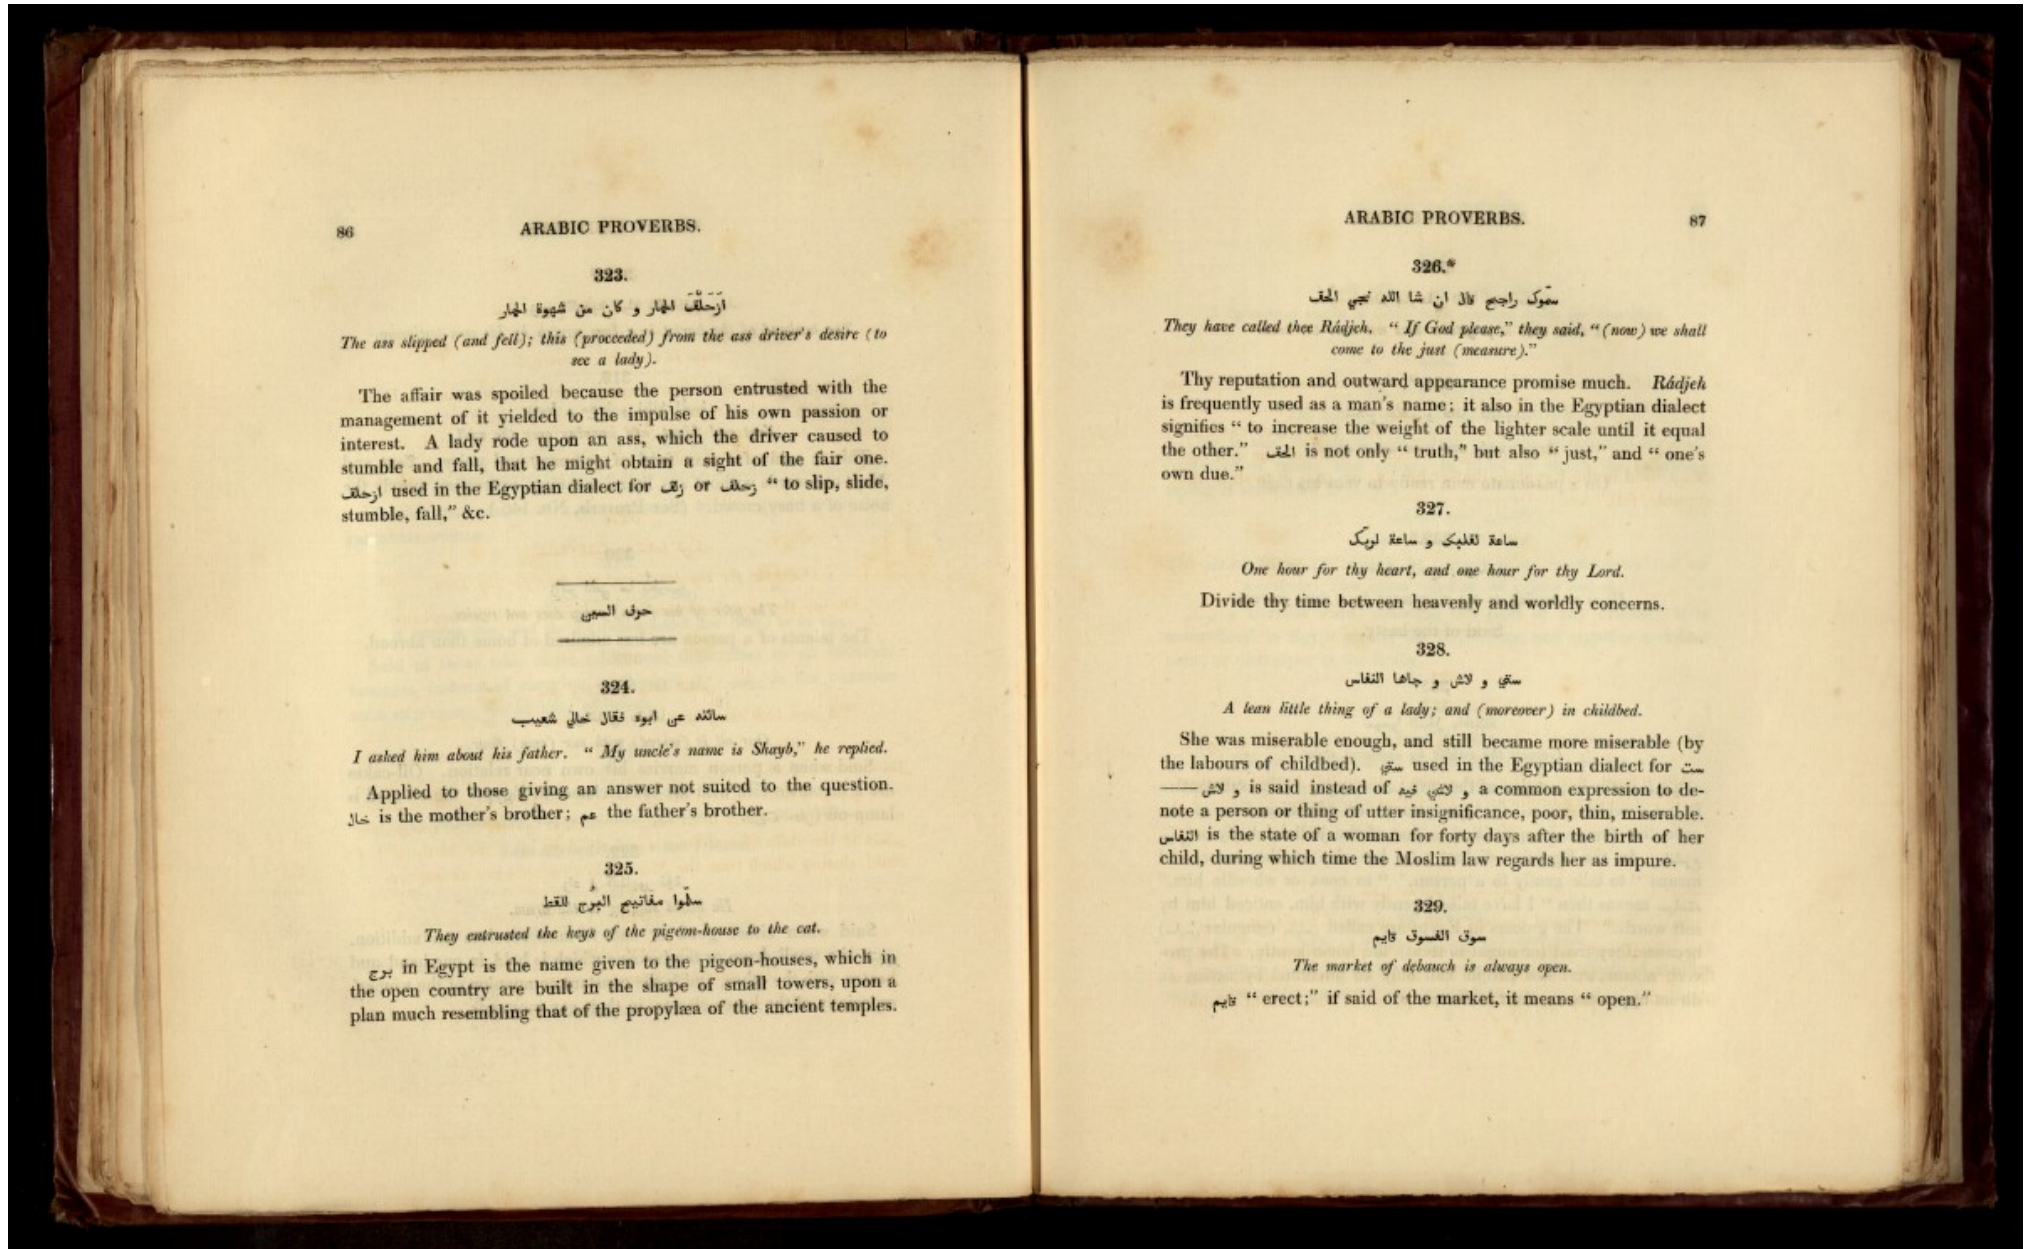 86
ARABIC PROVERBS.
323.
ازَحلَّقَ الحمار و كان من شهوة الحمار
The ass slipped (and fell); this (proceeded) from the ass driver's desire (to
see a lady).
The affair was spoiled because the person entrusted with the
management of it yielded to the impulse of his own passion or
interest. A lady rode upon an ass, which the driver caused to
stumble and fall, that he might obtain a sight of the fair one.
ازحلق used in the Egyptian dialect for زلق or زحلق “ to slip, slide,
stumble, fall,” &c.
حرف السين
324.
سالته عن ابوه فقال خالي شعيب
I asked him about his father. “ My uncle's name is Shayb,” he replied.
Applied to those giving an answer not suited to the question.
خال is the mother's brother; عم the father's brother.
325.
سلّموا مفاتيح البُرج للقط
They entrusted the keys of the pigeon-house to the cat.
برج in Egypt is the name given to the pigeon-houses, which in
the open country are built in the shape of small towers, upon a
plan much resembling that of the propylæa of the ancient temples.
ARABIC PROVERBS.
87
326.*
سمّوك راجح قال ان شا الله نجي الحق
They have called thee Rádjeh. “ If God please,” they said, “ (now) we shall
come to the just (measure).”
Thy reputation and outward appearance promise much. Rádjeh
is frequently used as a man's name; it also in the Egyptian dialect
signifies “ to increase the weight of the lighter scale until it equal
the other.” الحق is not only “ truth,” but also “ just,” and “ one's
own due.”
327.
ساعة لقلبك و ساعة لربّك
One hour for thy heart, and one hour for thy Lord.
Divide thy time between heavenly and worldly concerns.
328.
ستي و لاش و جاها النفاس
A lean little thing of a lady; and (moreover) in childbed.
She was miserable enough, and still became more miserable (by
the labours of childbed). ستي used in the Egyptian dialect for ست
—— و لاش is said instead of و لاشي فيه a common expression to de-
note a person or thing of utter insignificance, poor, thin, miserable.
النفاس is the state of a woman for forty days after the birth of her
child, during which time the Moslim law regards her as impure.
329.
سوق الفسوق قايم
The market of debauch is always open.
قايم “ erect;” if said of the market, it means “ open.”